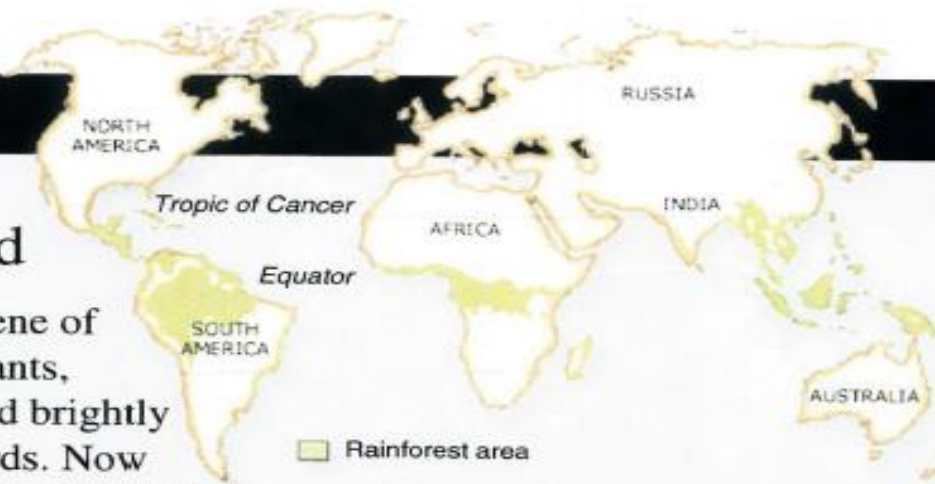 RUSSIA
NORTH
AMERICA
Tropic of Cancer
INDIA
AFRICA
d
Equator
ene of
SOUTH
AMERICA
ants,
AUSTRALIA
d brightly
rds. Now
Rainforest area